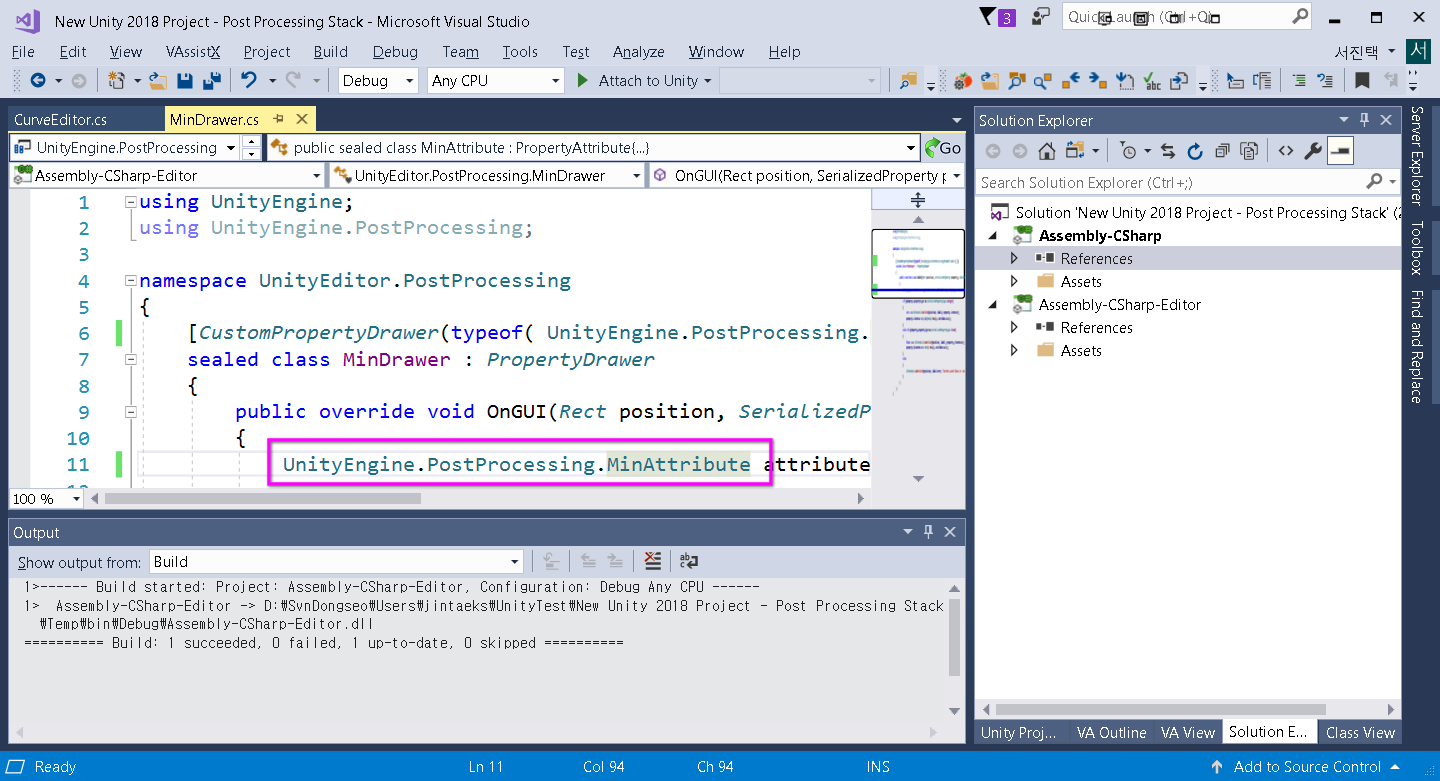 New Unity 2018 Project - Post Processing Stack - Microsoft Visual Studio
3
Quick Launch (Ctrl+Q)
File Edit View VAssistX Project Build Debug Team Tools Test Analyze Window Help
서진택 서
Debug Any CPU Attach to Unity
CurveEditor.cs MinDrawer.cs
UnityEngine.PostProcessing public sealed class MinAttribute : PropertyAttribute{...} Go
Assembly-CSharp-Editor UnityEditor.PostProcessing.MinDrawer OnGUI(Rect position, SerializedProperty p
1 using UnityEngine;
2 using UnityEngine.PostProcessing;
3
4 namespace UnityEditor.PostProcessing
5 {
6 [CustomPropertyDrawer(typeof( UnityEngine.PostProcessing.
7 sealed class MinDrawer : PropertyDrawer
8 {
9 public override void OnGUI(Rect position, SerializedP
10 {
11 UnityEngine.PostProcessing.MinAttribute attribute
100 %
Output
Show output from: Build
1>------ Build started: Project: Assembly-CSharp-Editor, Configuration: Debug Any CPU ------
1>  Assembly-CSharp-Editor -> D:₩SvnDongseo₩Users₩jintaeks₩UnityTest₩New Unity 2018 Project - Post Processing Stack
₩Temp₩bin₩Debug₩Assembly-CSharp-Editor.dll
========== Build: 1 succeeded, 0 failed, 1 up-to-date, 0 skipped ==========
Solution Explorer
Search Solution Explorer (Ctrl+;)
Solution 'New Unity 2018 Project - Post Processing Stack' (2
Assembly-CSharp
References
Assets
Assembly-CSharp-Editor
References
Assets
Unity Proj... VA Outline VA View Solution E... Class View
Server Explorer
Toolbox
Find and Replace
Ready Ln 11 Col 94 Ch 94 INS Add to Source Control